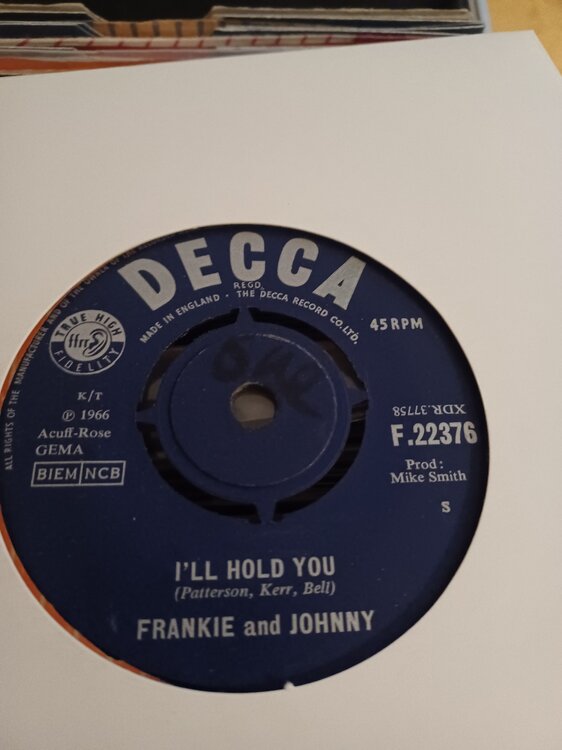 DECCA
REGD.
MADE IN ENGLAND · THE DECCA RECORD CO. LTD.
ALL RIGHTS OF THE MANUFACTURER AND OF THE OWNER OF
TRUE HIGH
ffrr
FIDELITY
45 RPM
K/T
℗ 1966
Acuff-Rose
GEMA
BIEM NCB
XDR.37758
F.22376
Prod:
Mike Smith
S
I'LL HOLD YOU
(Patterson, Kerr, Bell)
FRANKIE and JOHNNY